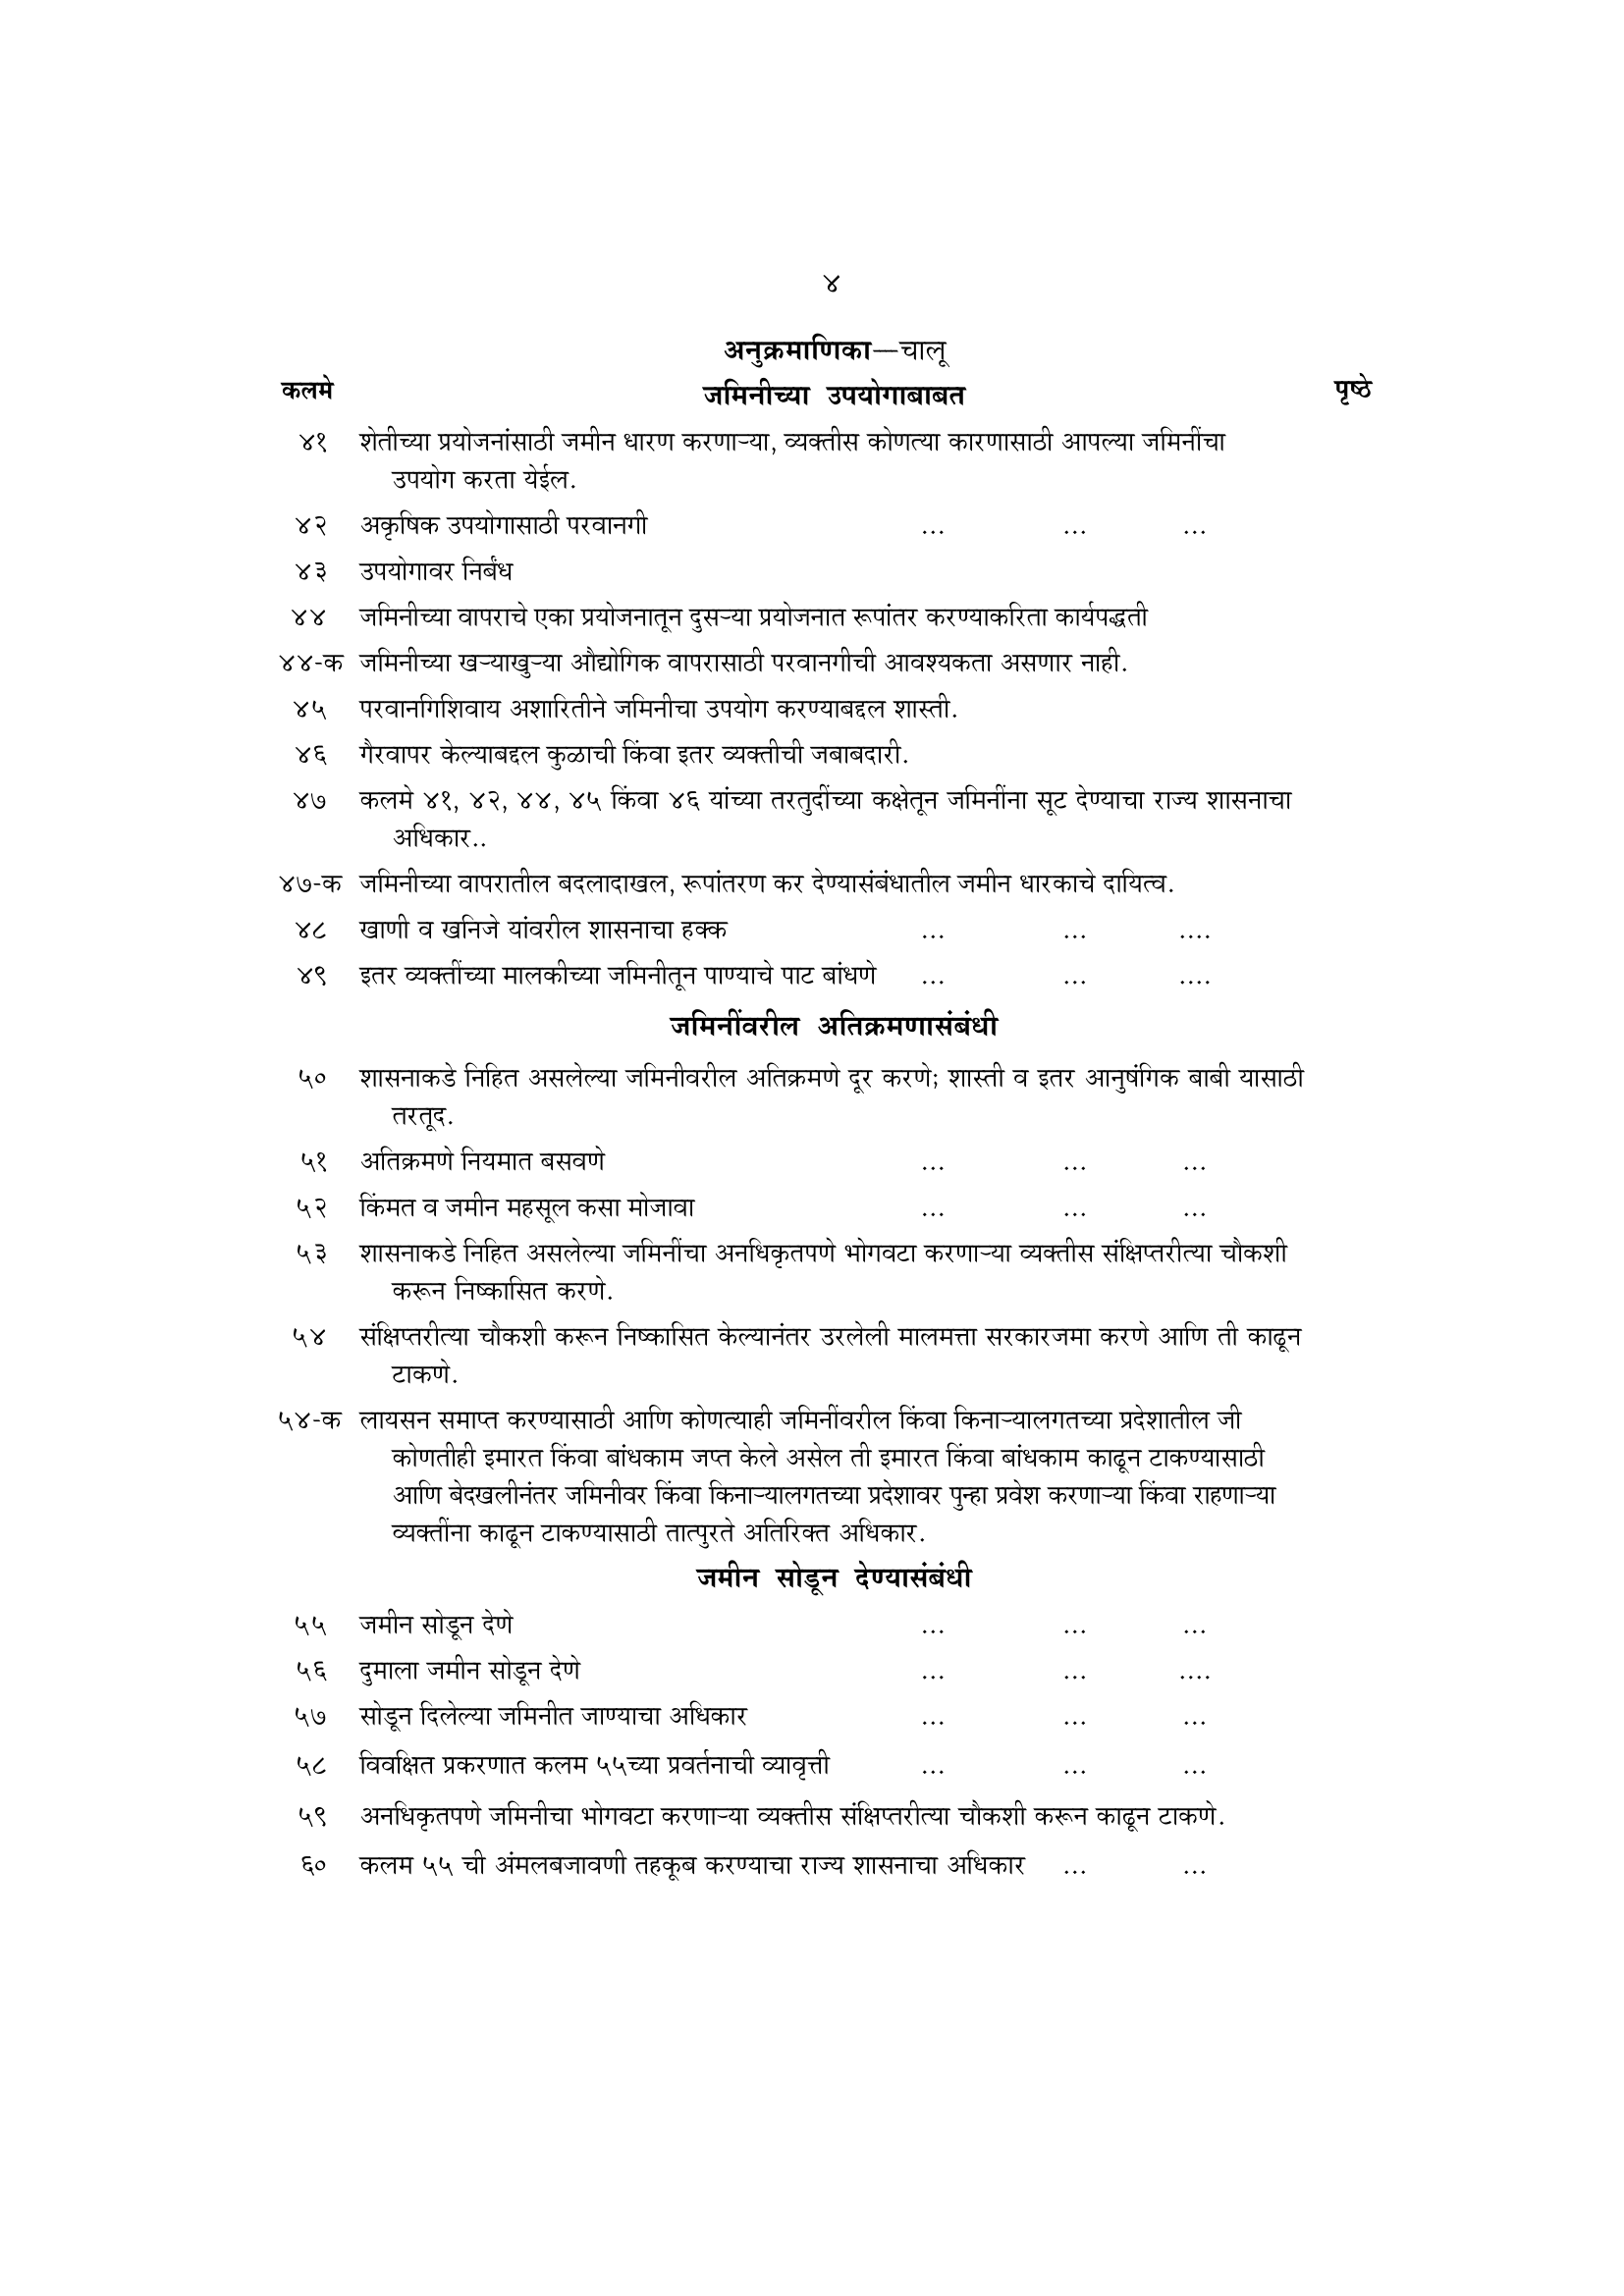 ४
अनुक्रमाणिका—चालू
कलमे जमिनीच्या उपयोगाबाबत पृष्ठे
४१ शेतीच्या प्रयोजनांसाठी जमीन धारण करणाऱ्या, व्यक्तीस कोणत्या कारणासाठी आपल्या जमिनींचा
उपयोग करता येईल.
४२ अकृषिक उपयोगासाठी परवानगी ... ... ...
४३ उपयोगावर निर्बंध
४४ जमिनीच्या वापराचे एका प्रयोजनातून दुसऱ्या प्रयोजनात रूपांतर करण्याकरिता कार्यपद्धती
४४-क जमिनीच्या खऱ्याखुऱ्या औद्योगिक वापरासाठी परवानगीची आवश्यकता असणार नाही.
४५ परवानगिशिवाय अशारितीने जमिनीचा उपयोग करण्याबद्दल शास्ती.
४६ गैरवापर केल्याबद्दल कुळाची किंवा इतर व्यक्तीची जबाबदारी.
४७ कलमे ४१, ४२, ४४, ४५ किंवा ४६ यांच्या तरतुदींच्या कक्षेतून जमिनींना सूट देण्याचा राज्य शासनाचा
अधिकार..
४७-क जमिनीच्या वापरातील बदलादाखल, रूपांतरण कर देण्यासंबंधातील जमीन धारकाचे दायित्व.
४८ खाणी व खनिजे यांवरील शासनाचा हक्क ... ... ....
४९ इतर व्यक्तींच्या मालकीच्या जमिनीतून पाण्याचे पाट बांधणे ... ... ....
जमिनींवरील अतिक्रमणासंबंधी
५० शासनाकडे निहित असलेल्या जमिनीवरील अतिक्रमणे दूर करणे; शास्ती व इतर आनुषंगिक बाबी यासाठी
तरतूद.
५१ अतिक्रमणे नियमात बसवणे ... ... ...
५२ किंमत व जमीन महसूल कसा मोजावा ... ... ...
५३ शासनाकडे निहित असलेल्या जमिनींचा अनधिकृतपणे भोगवटा करणाऱ्या व्यक्तीस संक्षिप्तरीत्या चौकशी
करून निष्कासित करणे.
५४ संक्षिप्तरीत्या चौकशी करून निष्कासित केल्यानंतर उरलेली मालमत्ता सरकारजमा करणे आणि ती काढून
टाकणे.
५४-क लायसन समाप्त करण्यासाठी आणि कोणत्याही जमिनींवरील किंवा किनाऱ्यालगतच्या प्रदेशातील जी
कोणतीही इमारत किंवा बांधकाम जप्त केले असेल ती इमारत किंवा बांधकाम काढून टाकण्यासाठी
आणि बेदखलीनंतर जमिनीवर किंवा किनाऱ्यालगतच्या प्रदेशावर पुन्हा प्रवेश करणाऱ्या किंवा राहणाऱ्या
व्यक्तींना काढून टाकण्यासाठी तात्पुरते अतिरिक्त अधिकार.
जमीन सोडून देण्यासंबंधी
५५ जमीन सोडून देणे ... ... ...
५६ दुमाला जमीन सोडून देणे ... ... ....
५७ सोडून दिलेल्या जमिनीत जाण्याचा अधिकार ... ... ...
५८ विवक्षित प्रकरणात कलम ५५च्या प्रवर्तनाची व्यावृत्ती ... ... ...
५९ अनधिकृतपणे जमिनीचा भोगवटा करणाऱ्या व्यक्तीस संक्षिप्तरीत्या चौकशी करून काढून टाकणे.
६० कलम ५५ ची अंमलबजावणी तहकूब करण्याचा राज्य शासनाचा अधिकार ... ...